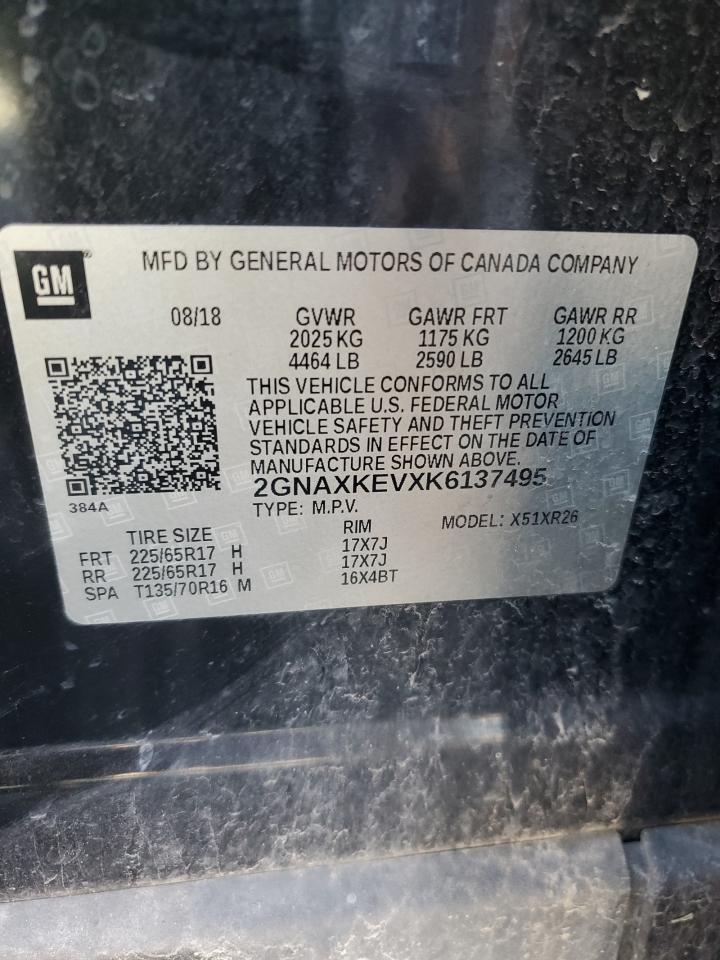 GM
MFD BY GENERAL MOTORS OF CANADA COMPANY
08/18 GVWR GAWR FRT GAWR RR
2025 KG 1175 KG 1200 KG
4464 LB 2590 LB 2645 LB
THIS VEHICLE CONFORMS TO ALL
APPLICABLE U.S. FEDERAL MOTOR
VEHICLE SAFETY AND THEFT PREVENTION
STANDARDS IN EFFECT ON THE DATE OF
MANUFACTURE SHOWN ABOVE.
2GNAXKEVXK6137495
384A
TYPE: M.P.V.
MODEL: X51XR26
TIRE SIZE RIM
FRT 225/65R17 H 17X7J
RR 225/65R17 H 17X7J
SPA T135/70R16 M 16X4BT